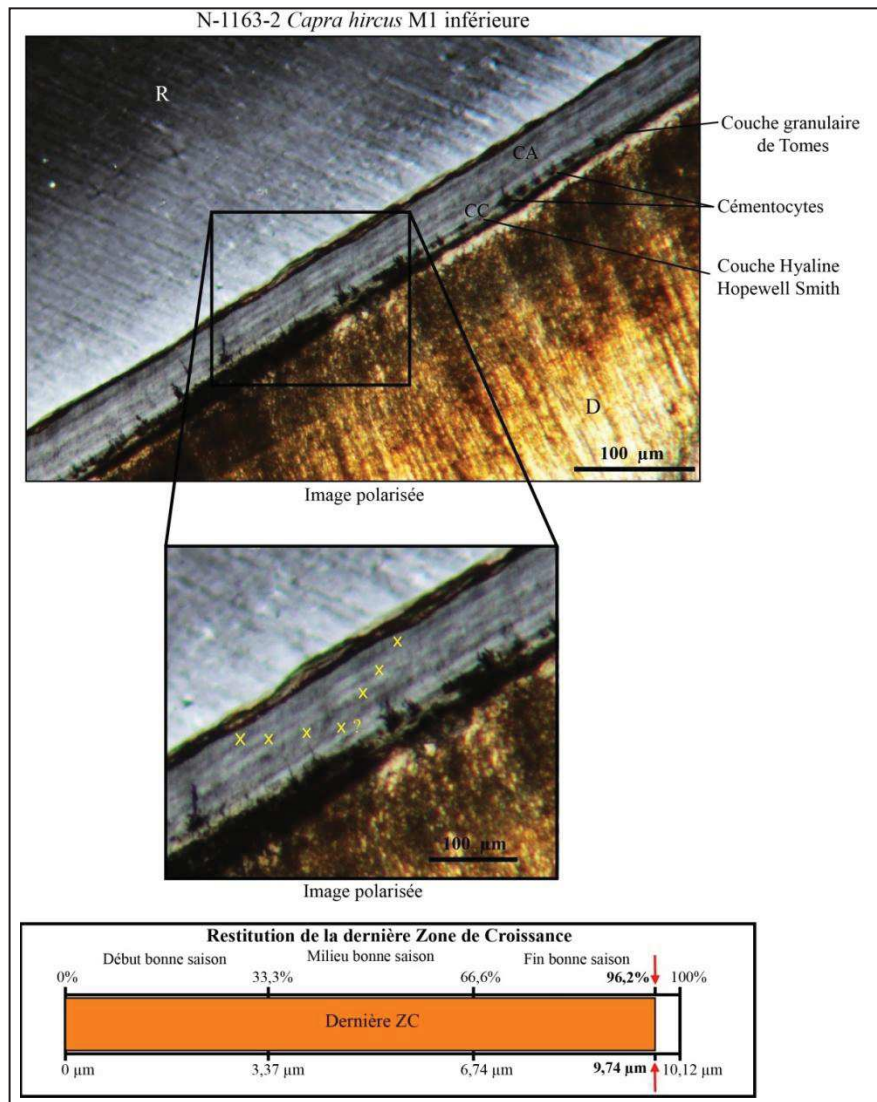 N-1163-2 Capra hircus M1 inférieure
R
CA
CC
D
Couche granulaire
de Tomes
Cémentocytes
Couche Hyaline
Hopewell Smith
100 µm
Image polarisée
x
x
x
x x x x ?
100 µm
Image polarisée
Restitution de la dernière Zone de Croissance
Début bonne saison Milieu bonne saison Fin bonne saison
0% 33,3% 66,6% 96,2% 100%
Dernière ZC
0 µm 3,37 µm 6,74 µm 9,74 µm 10,12 µm